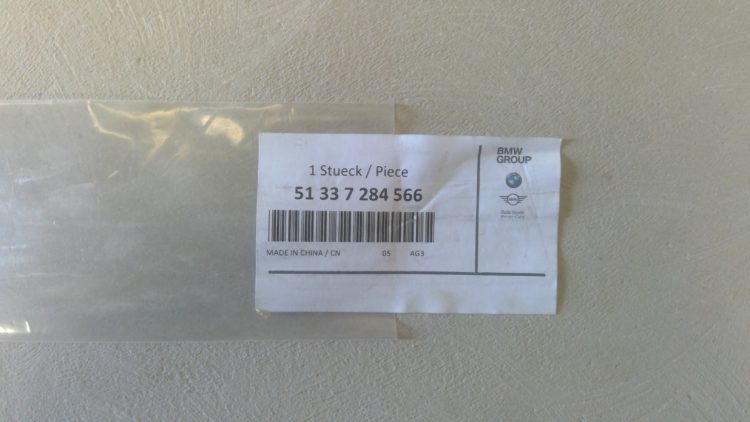 1 Stueck / Piece
51 33 7 284 566
MADE IN CHINA / CN 05 AG3
BMW
GROUP